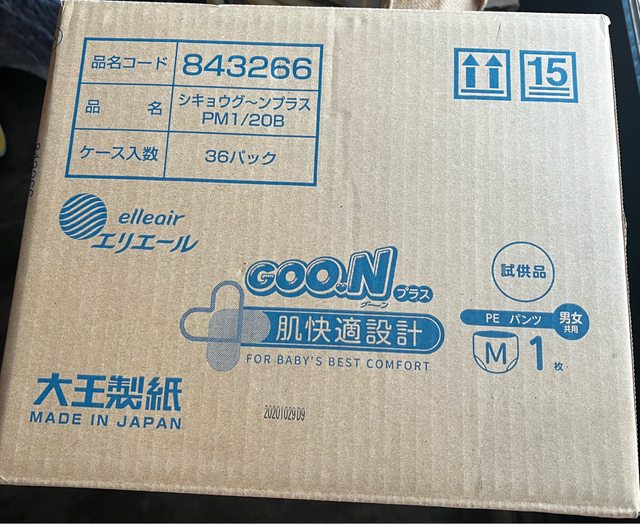 品名コード 843266
品 名 シキョウグ〜ンプラス
PM1/20B
ケース入数 36パック
15
elleair
エリエール
GOO.N プラス
グーン
肌快適設計
FOR BABY'S BEST COMFORT
試供品
PE パンツ 男女
共用
M 1枚
大王製紙
MADE IN JAPAN
20201029D9